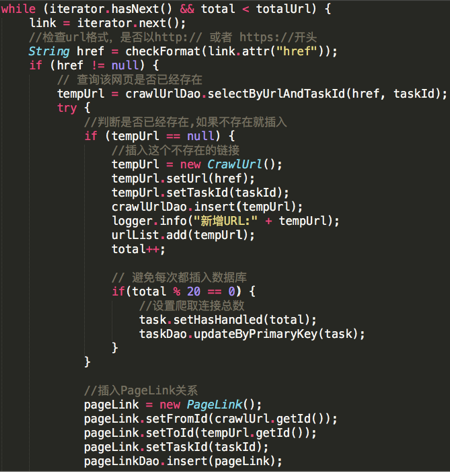 while (iterator.hasNext() && total < totalUrl) {
link = iterator.next();
//检查url格式，是否以http:// 或者 https://开头
String href = checkFormat(link.attr("href"));
if (href != null) {
// 查询该网页是否已经存在
tempUrl = crawlUrlDao.selectByUrlAndTaskId(href, taskId);
try {
//判断是否已经存在,如果不存在就插入
if (tempUrl == null) {
//插入这个不存在的链接
tempUrl = new CrawlUrl();
tempUrl.setUrl(href);
tempUrl.setTaskId(taskId);
crawlUrlDao.insert(tempUrl);
logger.info("新增URL:" + tempUrl);
urlList.add(tempUrl);
total++;
// 避免每次都插入数据库
if(total % 20 == 0) {
//设置爬取连接总数
task.setHasHandled(total);
taskDao.updateByPrimaryKey(task);
}
}
//插入PageLink关系
pageLink = new PageLink();
pageLink.setFromId(crawlUrl.getId());
pageLink.setToId(tempUrl.getId());
pageLink.setTaskId(taskId);
pageLinkDao.insert(pageLink);